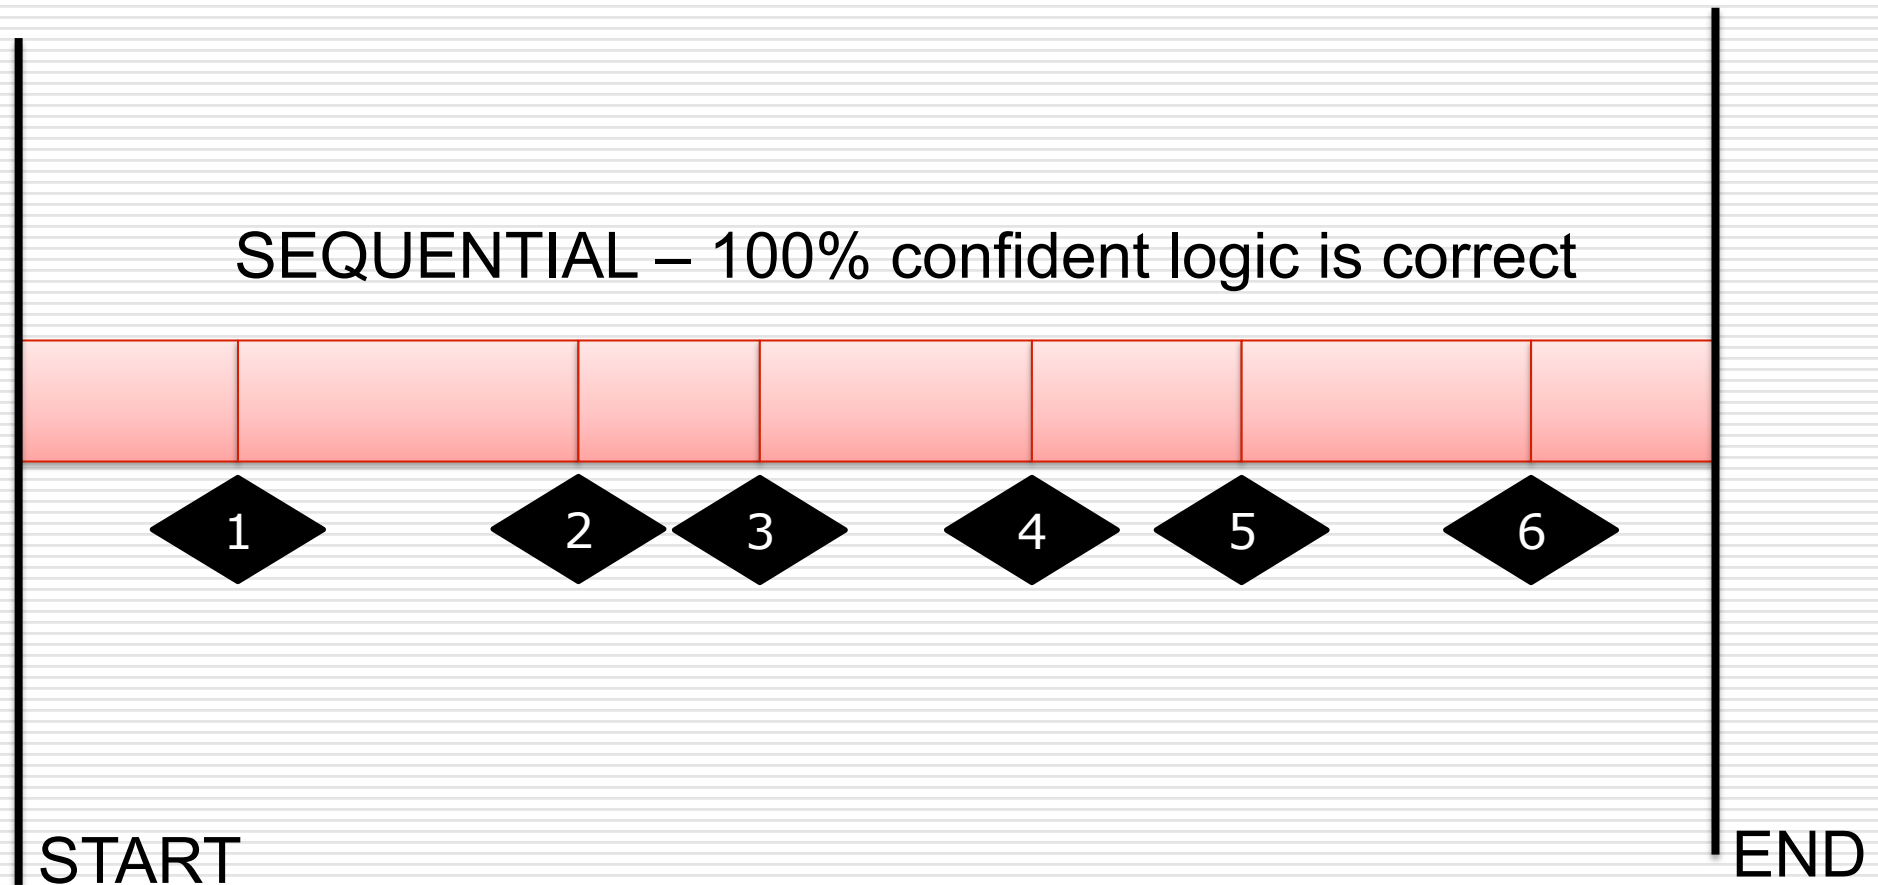 SEQUENTIAL – 100% confident logic is correct
1 2 3 4 5 6
START
END